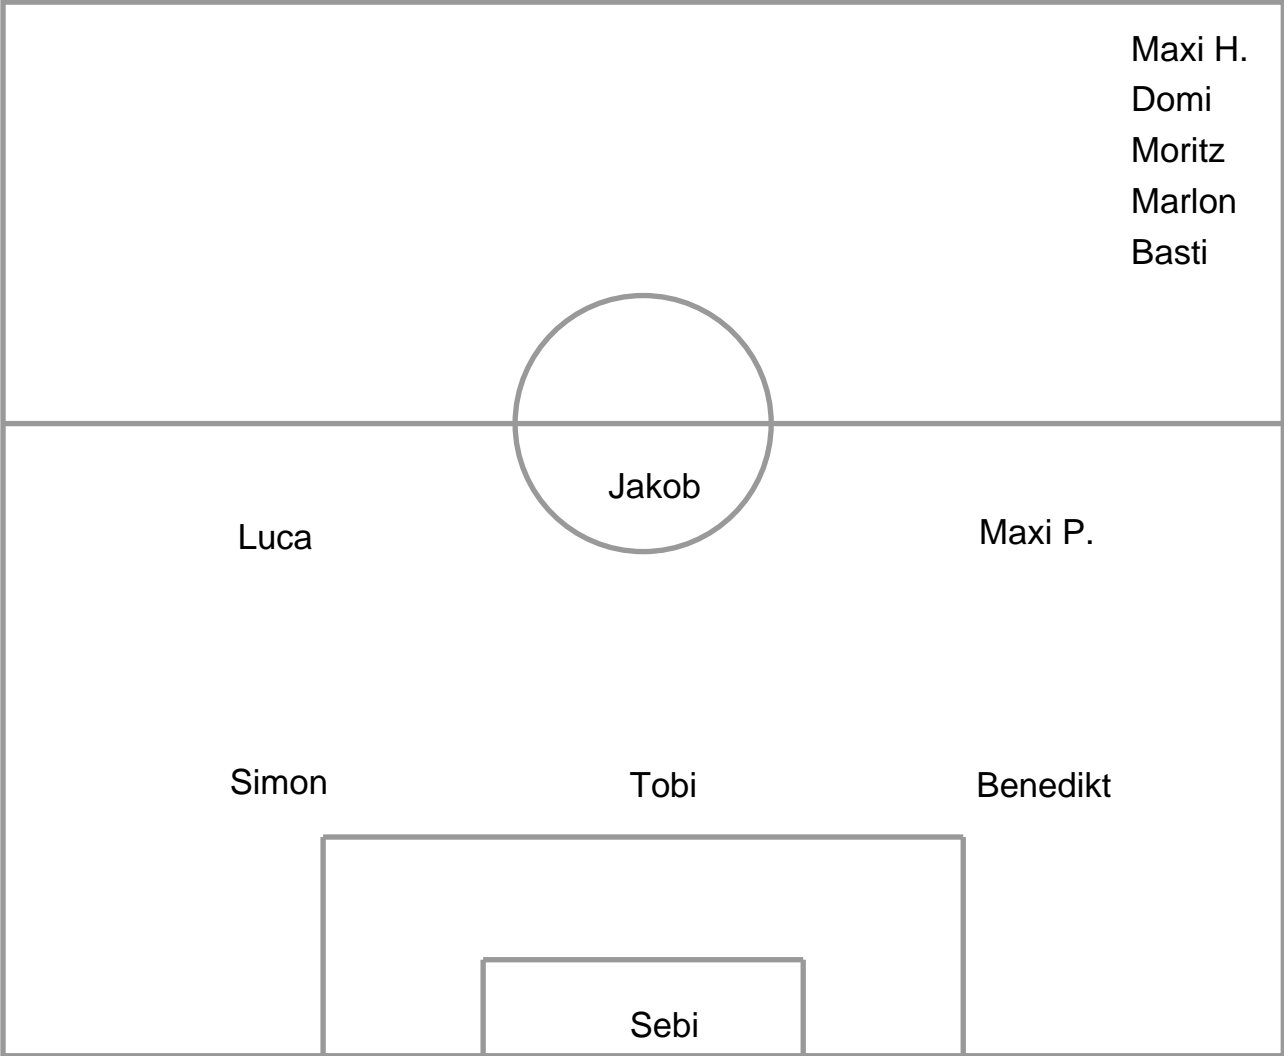 Maxi H.
Domi
Moritz
Marlon
Basti
Jakob
Luca
Maxi P.
Simon
Tobi
Benedikt
Sebi